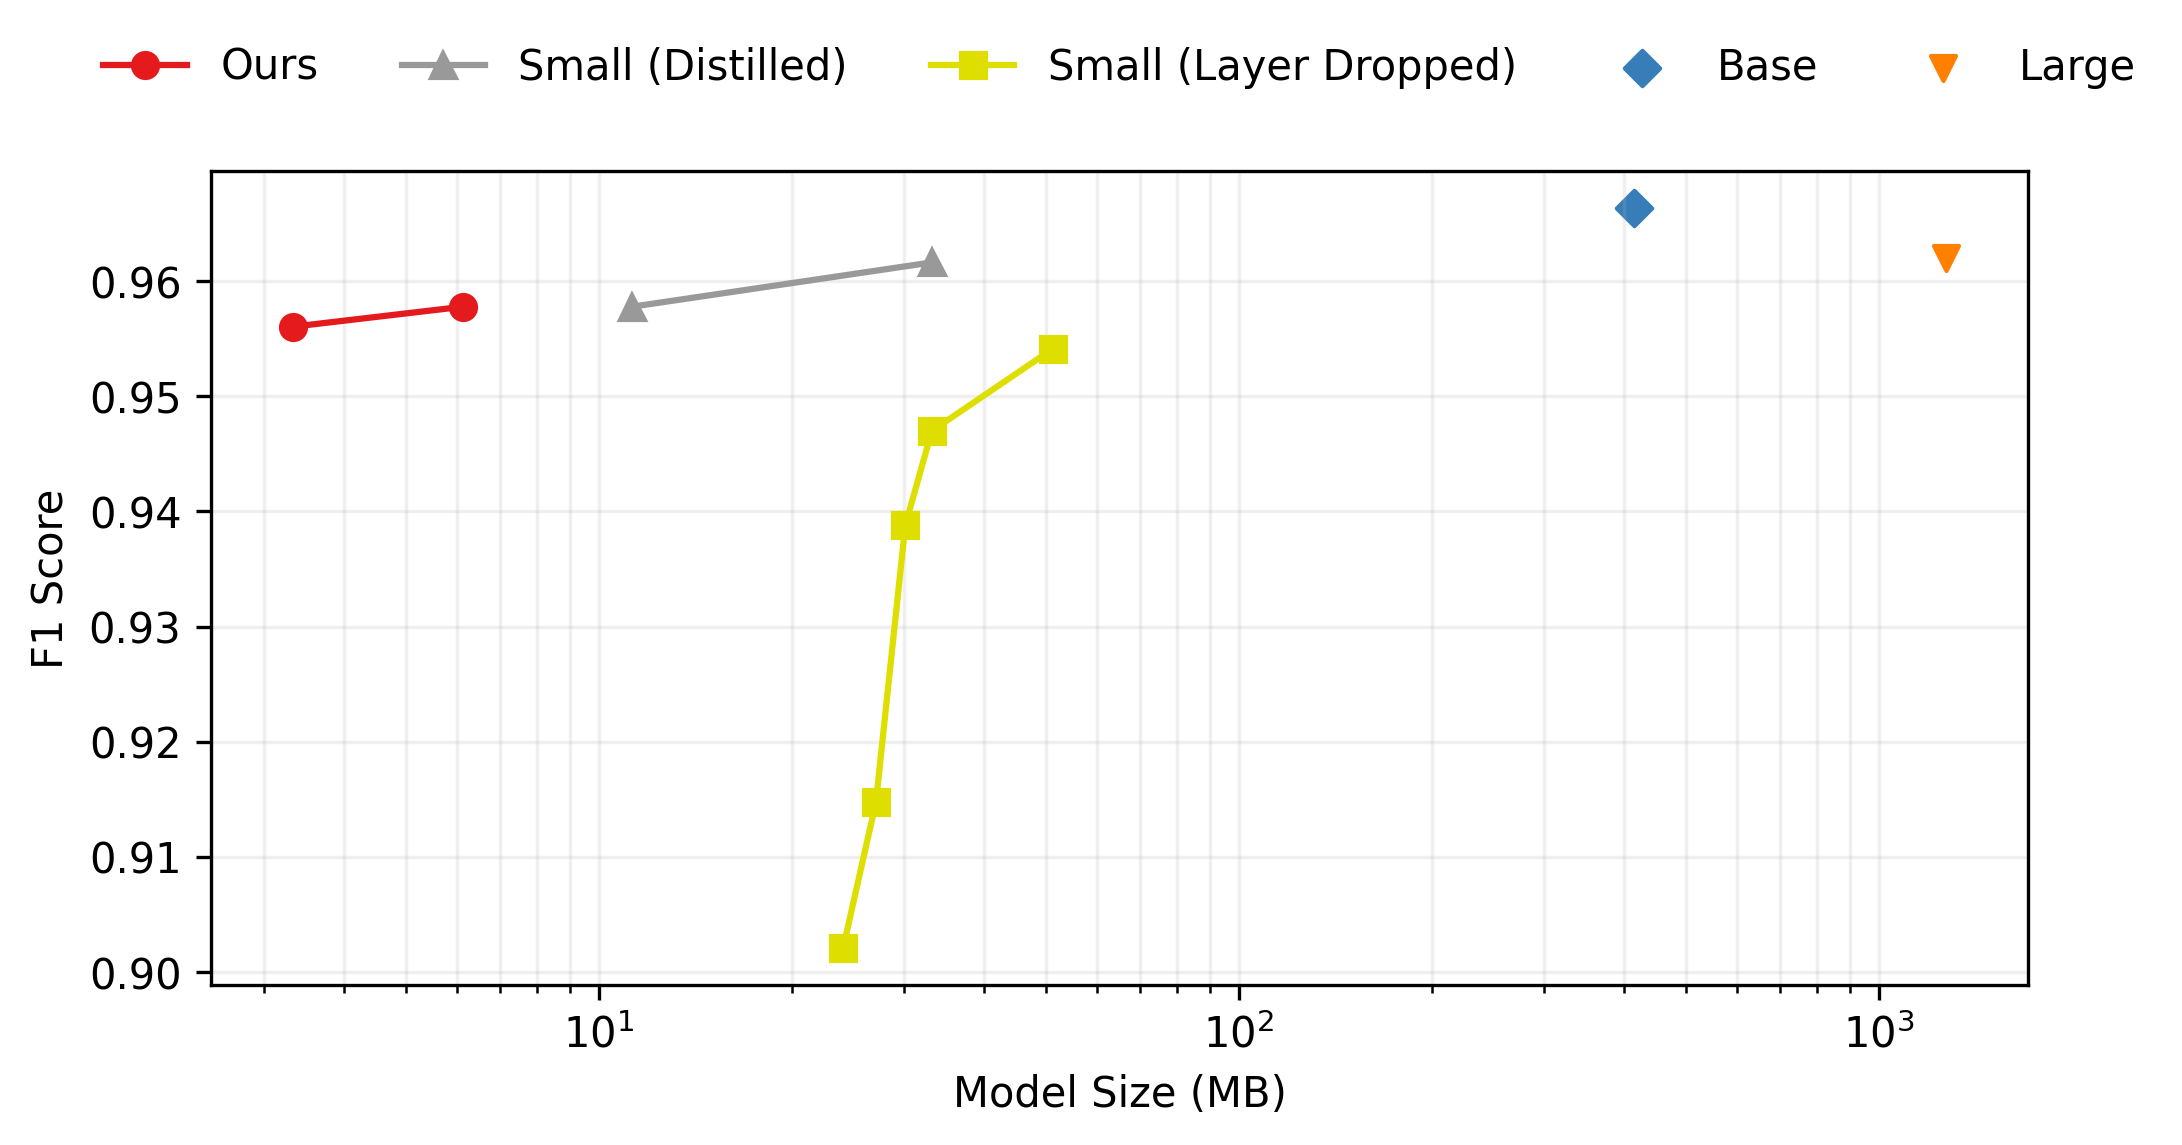 Ours Small (Distilled) Small (Layer Dropped) Base Large
0.96
0.95
0.94
0.93
0.92
0.91
0.90
F1 Score
10¹ 10² 10³
Model Size (MB)